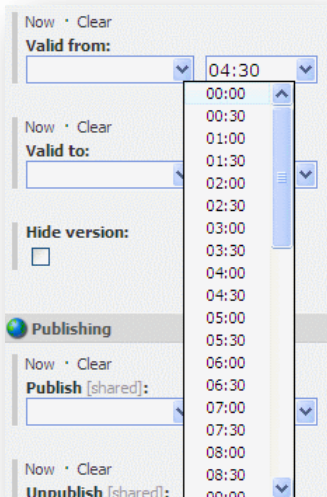 Now · Clear
Valid from:
04:30
00:00
00:30
01:00
01:30
02:00
02:30
03:00
03:30
04:00
04:30
05:00
05:30
06:00
06:30
07:00
07:30
08:00
08:30
Now · Clear
Valid to:
Hide version:
Publishing
Now · Clear
Publish [shared]:
Now · Clear
Unpublish [shared]: